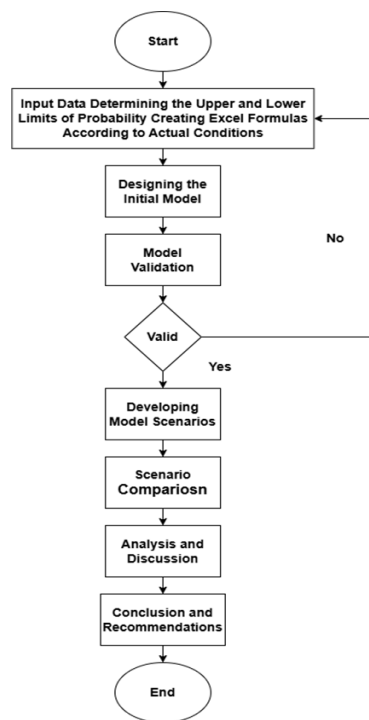 Start
Input Data Determining the Upper and Lower
Limits of Probability Creating Excel Formulas
According to Actual Conditions
Designing the
Initial Model
No
Model
Validation
Valid
Yes
Developing
Model Scenarios
Scenario
Compariosn
Analysis and
Discussion
Conclusion and
Recommendations
End